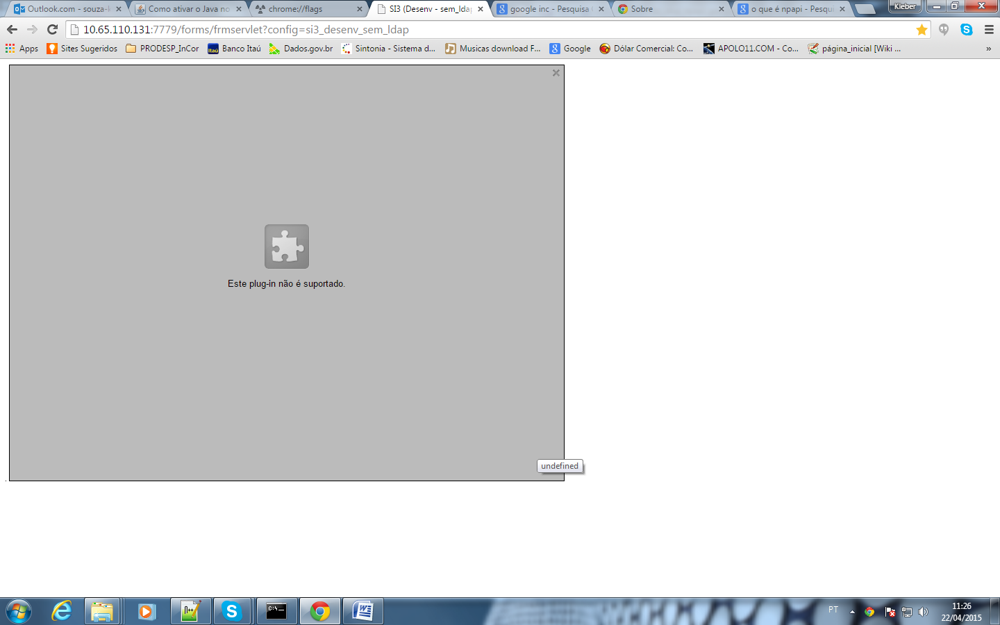 Outlook.com - souza-k
Como ativar o Java no
chrome://flags
SI3 (Desenv - sem_lda
google inc - Pesquisa
Sobre
o que é npapi - Pesqui
Kleber
10.65.110.131:7779/forms/frmservlet?config=si3_desenv_sem_ldap
Apps
Sites Sugeridos
PRODESP_InCor
Banco Itaú
Dados.gov.br
Sintonia - Sistema d...
Musicas download F...
Google
Dólar Comercial: Co...
APOLO11.COM - Co...
página_inicial [Wiki ...
»
Este plug-in não é suportado.
undefined
PT
11:26
22/04/2015